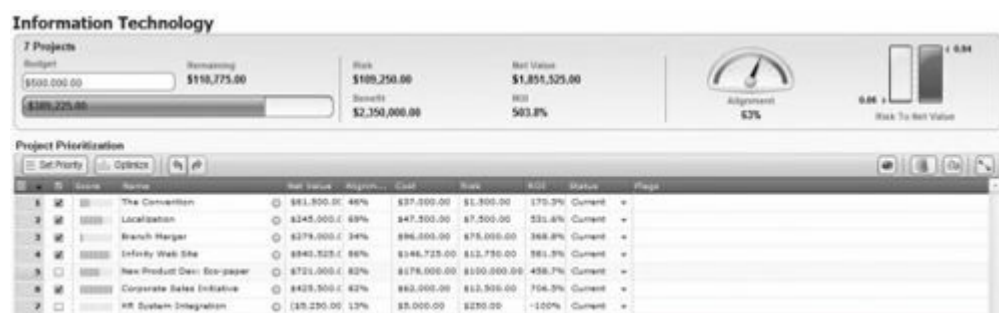 Information Technology
7 Projects
Budget Remaining Risk Net Value
$500,000.00 $110,775.00 $109,250.00 $1,851,525.00
$389,225.00 Benefit ROI Alignment
$2,350,000.00 503.8% 63%
0.94
0.06
Risk To Net Value
Project Prioritization
Set Priority Optimize
Score Name Net Value Alignm... Cost Risk ROI Status Flags
1 The Convention 46% $37,000.00 $1,500.00 170.3% Current
2 Localization $245,000.0 69% $47,500.00 $7,500.00 531.6% Current
3 Branch Merger $279,000.0 34% $96,000.00 $75,000.00 368.8% Current
4 Infinity Web Site $840,525.0 86% $146,725.00 $12,750.00 581.5% Current
5 New Product Dev: Eco-paper $721,000.0 82% $179,000.00 $100,000.00 458.7% Current
6 Corporate Sales Initiative $425,500.0 62% $62,000.00 $12,500.00 706.5% Current
7 HR System Integration ($5,250.00 13% $5,000.00 $250.00 -100% Current